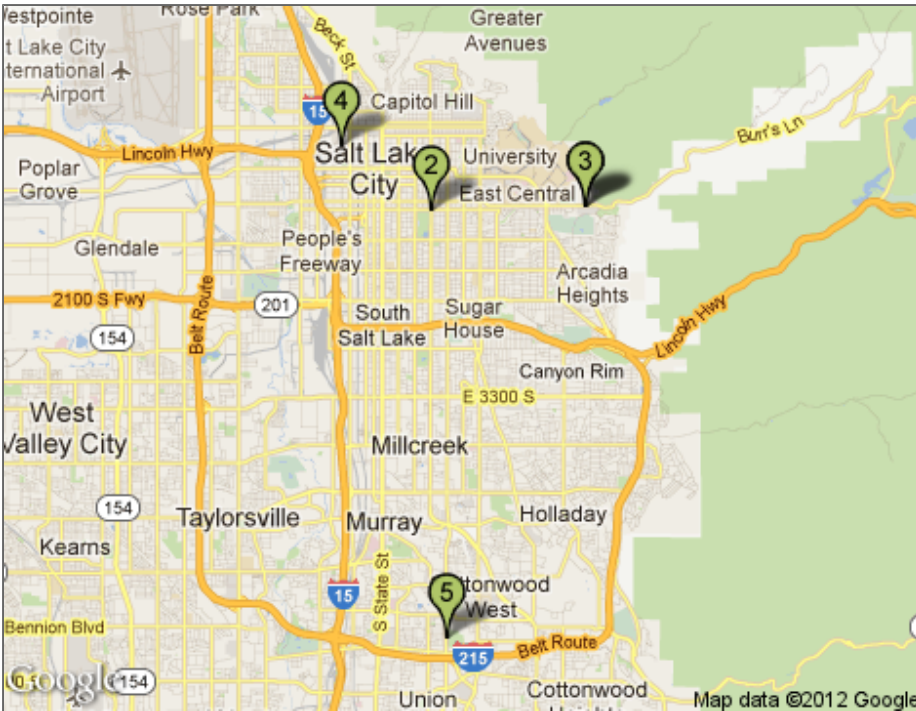 Westpointe
Rose Park
Beck St
Greater
Avenues
t Lake City
ternational
Airport
4
15
Capitol Hill
Burr's Ln
Lincoln Hwy
Salt Lak
City
2
University
3
East Central
Poplar
Grove
People's
Freeway
Glendale
Arcadia
Heights
2100 S Fwy
201
Belt Route
South
Salt Lake
Sugar
House
Lincoln Hwy
154
Canyon Rim
E 3300 S
West
Valley City
Millcreek
154
Taylorsville
Murray
Holladay
Kearns
15
S State St
5
ttonwood
West
Bennion Blvd
215
Belt Route
Google
00 S
154
Union
Cottonwood
Heights
Map data ©2012 Google